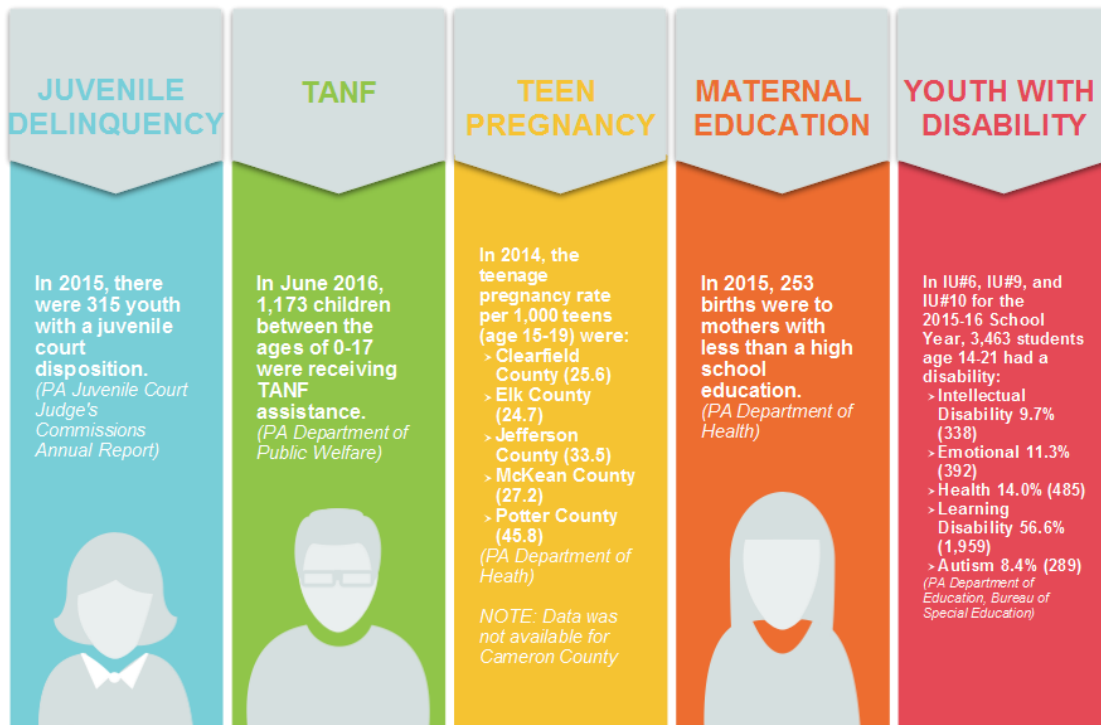 JUVENILE
DELINQUENCY
In 2015, there
were 315 youth
with a juvenile
court
disposition.
(PA Juvenile Court
Judge's
Commissions
Annual Report)
TANF
In June 2016,
1,173 children
between the
ages of 0-17
were receiving
TANF
assistance.
(PA Department of
Public Welfare)
TEEN
PREGNANCY
In 2014, the
teenage
pregnancy rate
per 1,000 teens
(age 15-19) were:
➢ Clearfield
County (25.6)
➢ Elk County
(24.7)
➢ Jefferson
County (33.5)
➢ McKean County
(27.2)
➢ Potter County
(45.8)
(PA Department of
Heath)
NOTE: Data was
not available for
Cameron County
MATERNAL
EDUCATION
In 2015, 253
births were to
mothers with
less than a high
school
education.
(PA Department of
Health)
YOUTH WITH
DISABILITY
In IU#6, IU#9, and
IU#10 for the
2015-16 School
Year, 3,463 students
age 14-21 had a
disability:
➢ Intellectual
Disability 9.7%
(338)
➢ Emotional 11.3%
(392)
➢ Health 14.0% (485)
➢ Learning
Disability 56.6%
(1,959)
➢ Autism 8.4% (289)
(PA Department of
Education, Bureau of
Special Education)